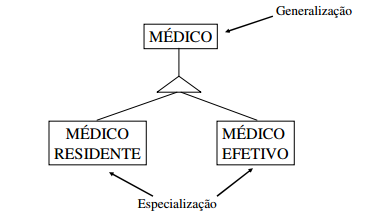 Generalização
MÉDICO
MÉDICO
RESIDENTE
MÉDICO
EFETIVO
Especialização